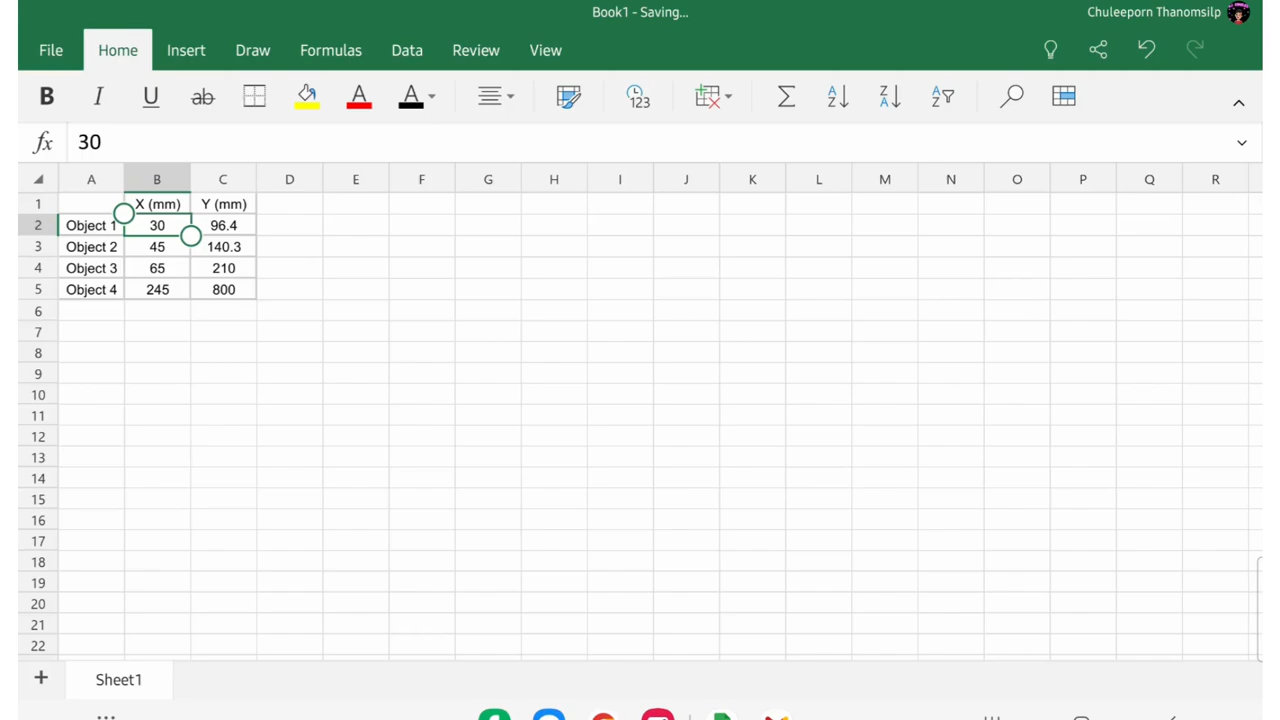 Book1 - Saving...
Chuleeporn Thanomsilp
File Home Insert Draw Formulas Data Review View
B I U ab A A 123 A Z Z A A Z
fx 30
A B C D E F G H I J K L M N O P Q R
1 X (mm) Y (mm)
2 Object 1 30 96.4
3 Object 2 45 140.3
4 Object 3 65 210
5 Object 4 245 800
6
7
8
9
10
11
12
13
14
15
16
17
18
19
20
21
22
+ Sheet1